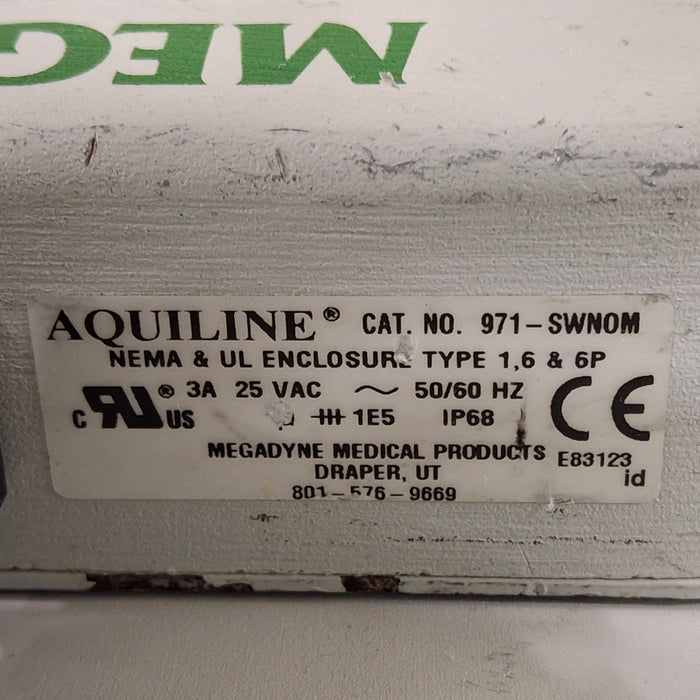 MEG
AQUILINE® CAT. NO. 971-SWNOM
NEMA & UL ENCLOSURE TYPE 1,6 & 6P
c RU® US 3A 25 VAC ~ 50/60 HZ CE
1E5 IP68
MEGADYNE MEDICAL PRODUCTS E83123
DRAPER, UT id
801-576-9669